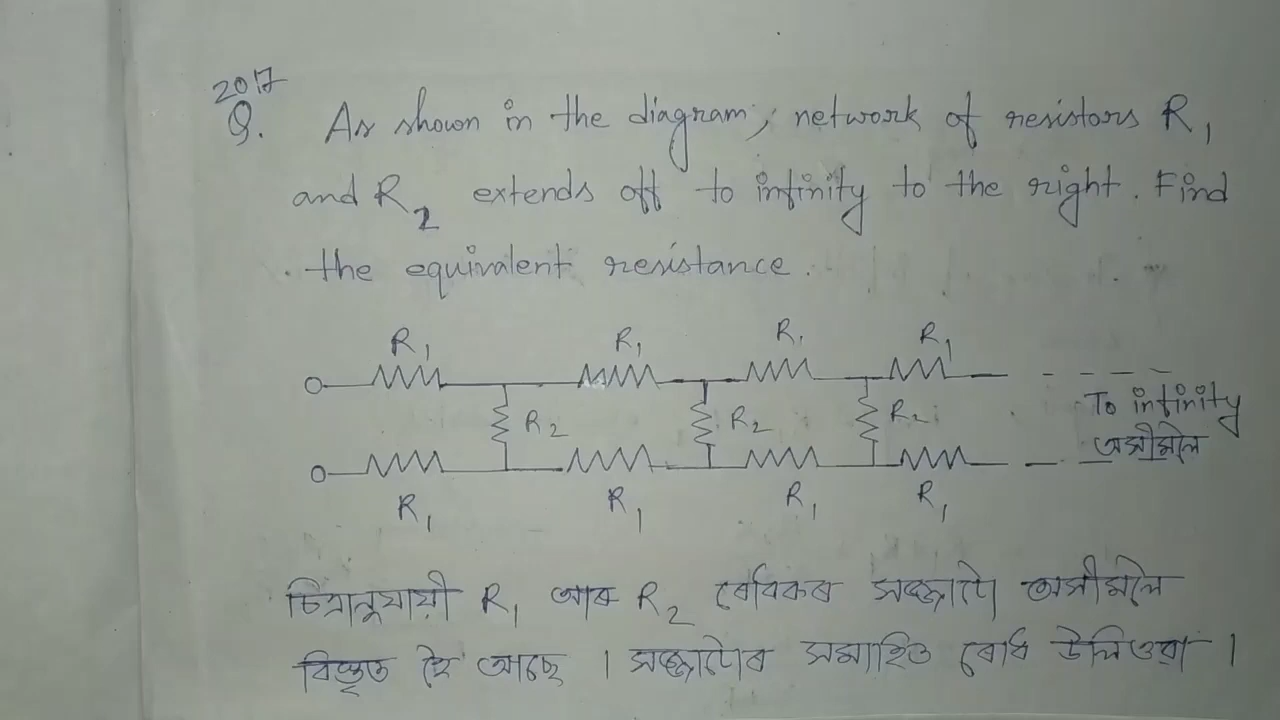 2017
Q. As shown in the diagram, network of resistors R1
and R2 extends off to infinity to the right. Find
the equivalent resistance.
R1 R1 R1 R1
R2 R2 R2
To infinity
অসীমলৈ
R1 R1 R1 R1
চিত্ৰানুযায়ী R1 আৰু R2 ৰোধকৰ সজ্জাটো অসীমলৈ
বিস্তৃত হৈ আছে । সজ্জাটোৰ সমাহিত ৰোধ উলিওৱা ।